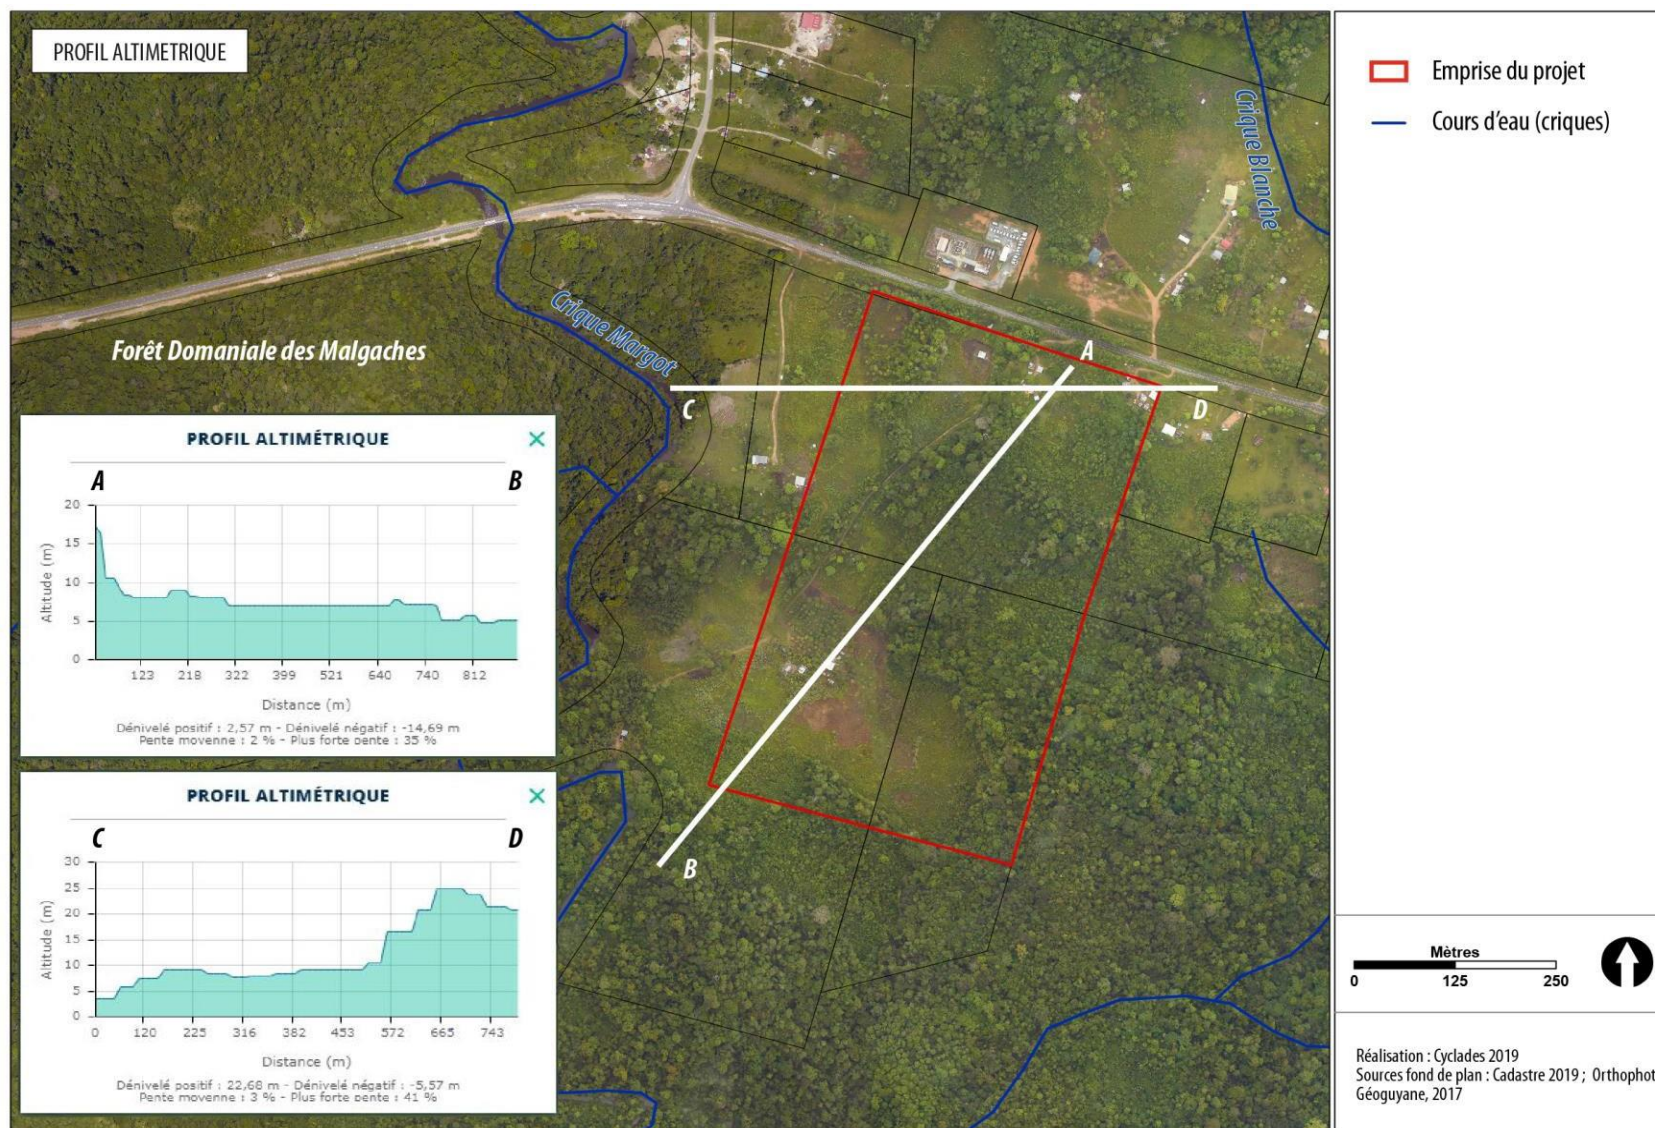 PROFIL ALTIMETRIQUE
Emprise du projet
Cours d'eau (criques)
Crique Blanche
Crique Margot
Forêt Domaniale des Malgaches
A
C
D
B
PROFIL ALTIMÉTRIQUE
A
B
20
15
10
5
0
Altitude (m)
123
218
322
399
521
640
740
812
Distance (m)
Dénivelé positif : 2,57 m - Dénivelé négatif : -14,69 m
Pente moyenne : 2 % - Plus forte pente : 35 %
PROFIL ALTIMÉTRIQUE
C
D
30
25
20
15
10
5
0
Altitude (m)
0
120
225
316
382
453
572
665
743
Distance (m)
Dénivelé positif : 22,68 m - Dénivelé négatif : -5,57 m
Pente moyenne : 3 % - Plus forte pente : 41 %
Mètres
0 125 250
Réalisation : Cyclades 2019
Sources fond de plan : Cadastre 2019 ; Orthophot
Géoguyane, 2017